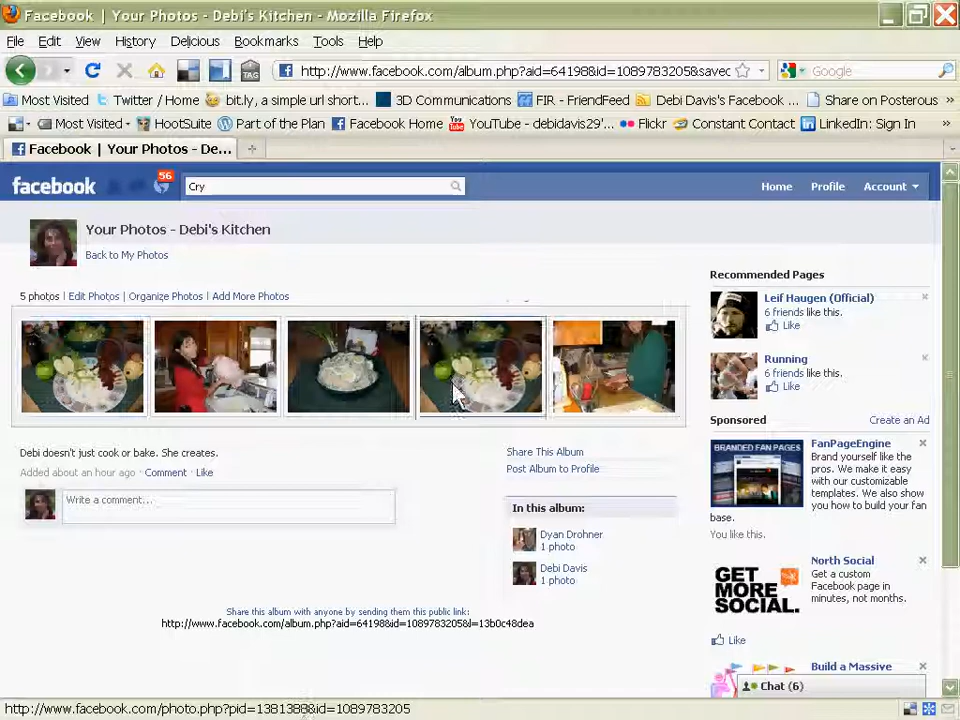 Facebook | Your Photos - Debi's Kitchen - Mozilla Firefox
File Edit View History Delicious Bookmarks Tools Help
TAG http://www.facebook.com/album.php?aid=64198&id=1089783205&saved Google
Most Visited Twitter / Home bit.ly, a simple url short... 3D Communications FIR - FriendFeed Debi Davis's Facebook ... Share on Posterous »
Most Visited HootSuite Part of the Plan Facebook Home YouTube - debidavis29'... Flickr Constant Contact LinkedIn: Sign In »
Facebook | Your Photos - De...
facebook 56 Cry Home Profile Account
Your Photos - Debi's Kitchen
Back to My Photos
5 photos | Edit Photos | Organize Photos | Add More Photos
Debi doesn't just cook or bake. She creates.
Added about an hour ago · Comment · Like
Write a comment...
Share This Album
Post Album to Profile
In this album:
Dyan Drohner
1 photo
Debi Davis
1 photo
Share this album with anyone by sending them this public link:
http://www.facebook.com/album.php?aid=64198&id=1089783205&l=13b0c48dea
Recommended Pages
Leif Haugen (Official)
6 friends like this.
Like
Running
6 friends like this.
Like
Sponsored Create an Ad
BRANDED FAN PAGES
FanPageEngine
Brand yourself like the
pros. We make it
easy with our
customizable
templates. We also show
you how to build your fan
base.
You like this.
GET
MORE
SOCIAL.
North Social
Get a custom
Facebook page in
minutes, not months.
Like
Build a Massive
Chat (6)
http://www.facebook.com/photo.php?pid=1381388&id=1089783205